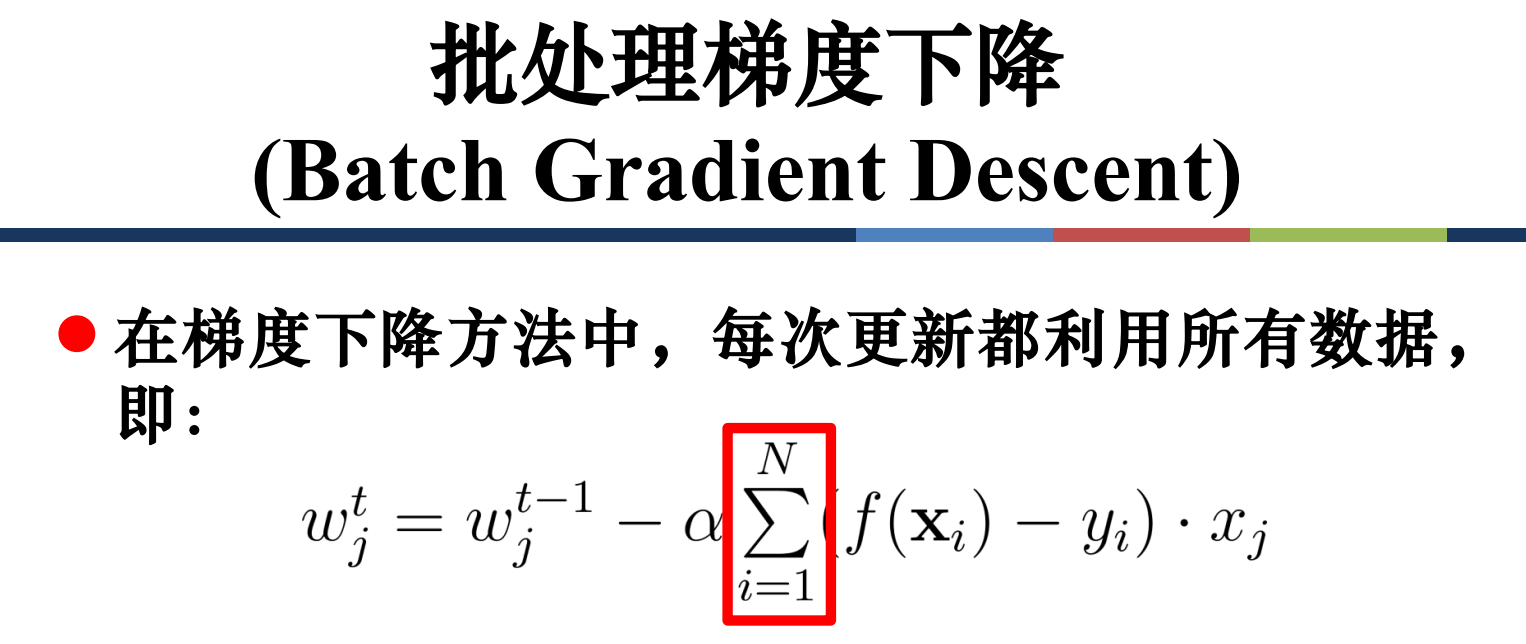 批处理梯度下降
(Batch Gradient Descent)
在梯度下降方法中，每次更新都利用所有数据，
即：
$w_j^t = w_j^{t-1} - \alpha \sum_{i=1}^{N} (f(\mathbf{x}_i) - y_i) \cdot x_j$